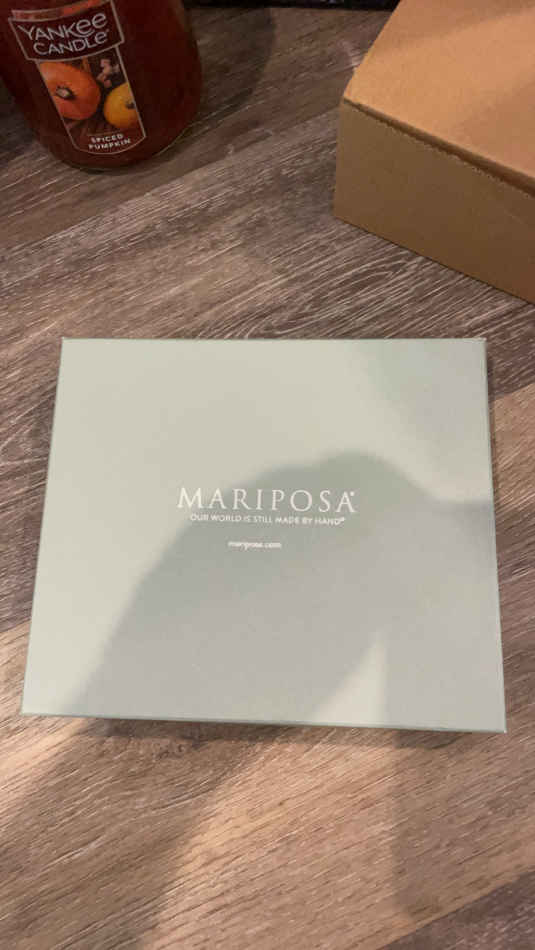 YANKEE
CANDLE®
SPICED
PUMPKIN
MARIPOSA®
OUR WORLD IS STILL MADE BY HAND®
mariposa.com